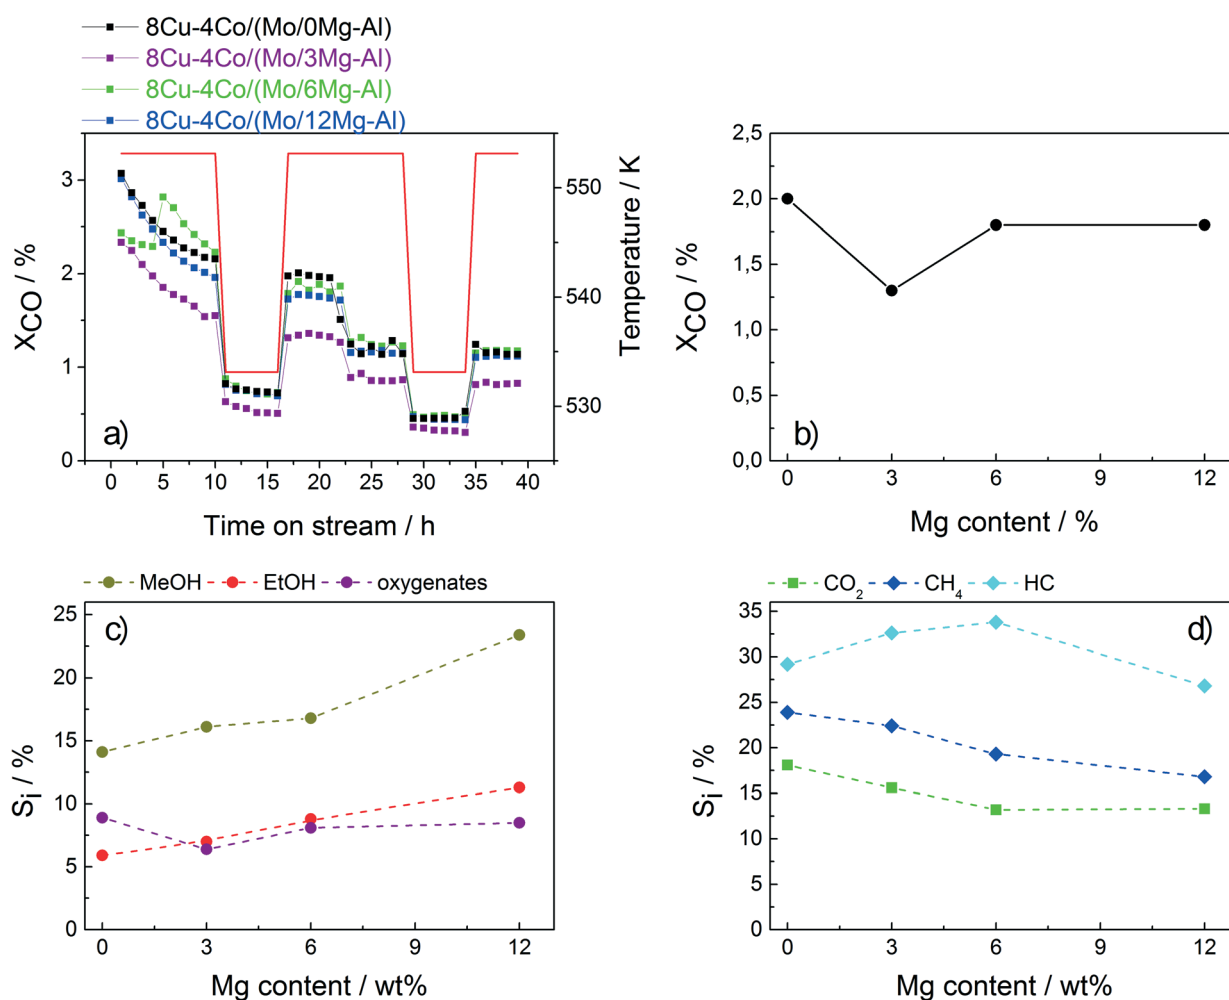 8Cu-4Co/(Mo/0Mg-Al)
8Cu-4Co/(Mo/3Mg-Al)
8Cu-4Co/(Mo/6Mg-Al)
8Cu-4Co/(Mo/12Mg-Al)
3
2
1
0
X_CO / %
550
540
530
Temperature / K
a)
0 5 10 15 20 25 30 35 40
Time on stream / h
2,5
2,0
1,5
1,0
0,5
0,0
X_CO / %
b)
0 3 6 9 12
Mg content / %
MeOH EtOH oxygenates
25
20
15
10
5
0
S_i / %
c)
0 3 6 9 12
Mg content / wt%
CO₂ CH₄ HC
35
30
25
20
15
10
5
0
S_i / %
d)
0 3 6 9 12
Mg content / wt%